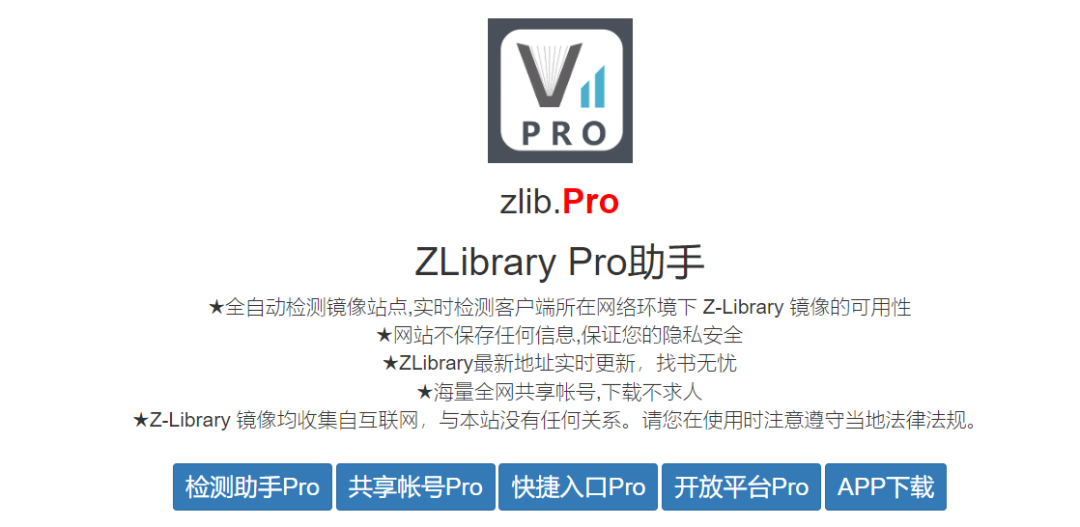 PRO
zlib.Pro
ZLibrary Pro助手
★全自动检测镜像站点,实时检测客户端所在网络环境下 Z-Library 镜像的可用性
★网站不保存任何信息,保证您的隐私安全
★ZLibrary最新地址实时更新，找书无忧
★海量全网共享帐号,下载不求人
★Z-Library 镜像均收集自互联网，与本站没有任何关系。请您在使用时注意遵守当地法律法规。
检测助手Pro 共享帐号Pro 快捷入口Pro 开放平台Pro APP下载